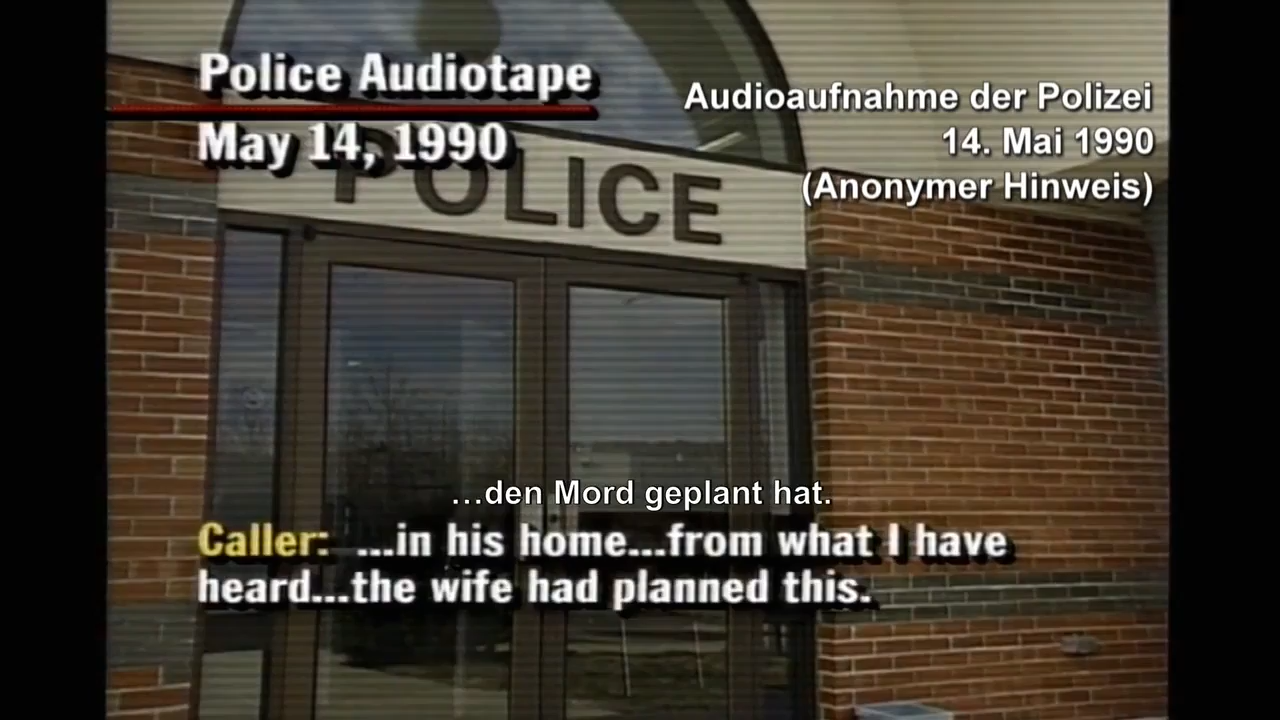 Police Audiotape
May 14, 1990
Audioaufnahme der Polizei
14. Mai 1990
(Anonymer Hinweis)
POLICE
…den Mord geplant hat.
Caller: ...in his home...from what I have
heard...the wife had planned this.